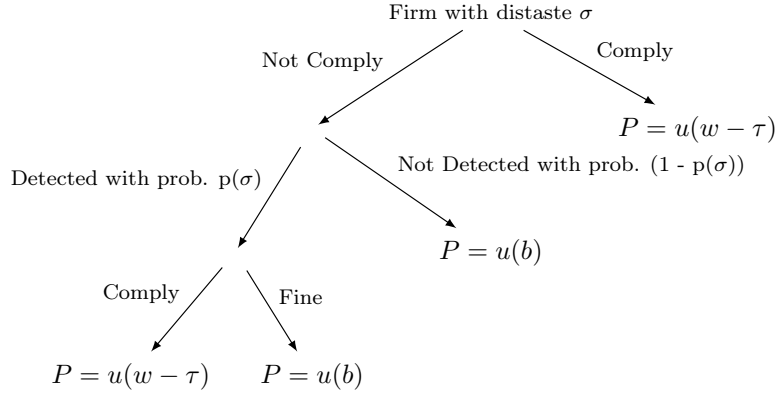 Firm with distaste σ
Not Comply
Comply
P = u(w − τ)
Detected with prob. p(σ)
Not Detected with prob. (1 - p(σ))
P = u(b)
Comply
Fine
P = u(w − τ)
P = u(b)